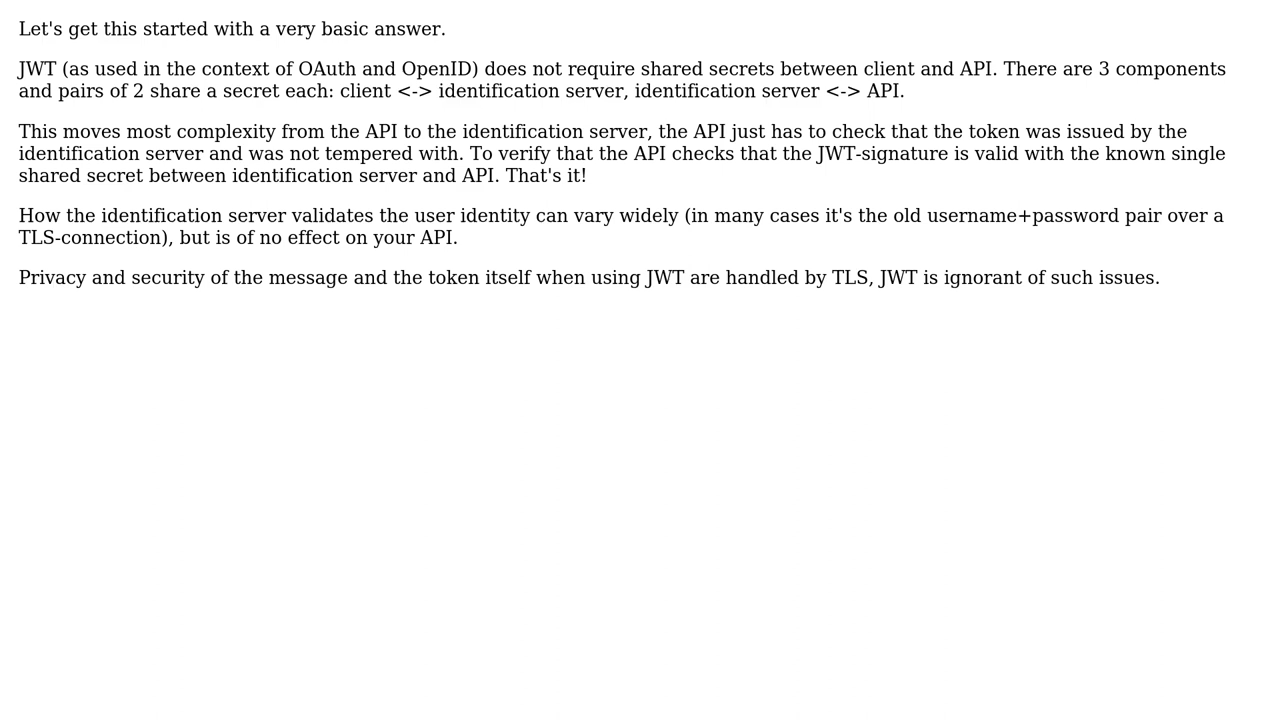 Let's get this started with a very basic answer.
JWT (as used in the context of OAuth and OpenID) does not require shared secrets between client and API. There are 3 components
and pairs of 2 share a secret each: client <-> identification server, identification server <-> API.
This moves most complexity from the API to the identification server, the API just has to check that the token was issued by the
identification server and was not tempered with. To verify that the API checks that the JWT-signature is valid with the known single
shared secret between identification server and API. That's it!
How the identification server validates the user identity can vary widely (in many cases it's the old username+password pair over a
TLS-connection), but is of no effect on your API.
Privacy and security of the message and the token itself when using JWT are handled by TLS, JWT is ignorant of such issues.